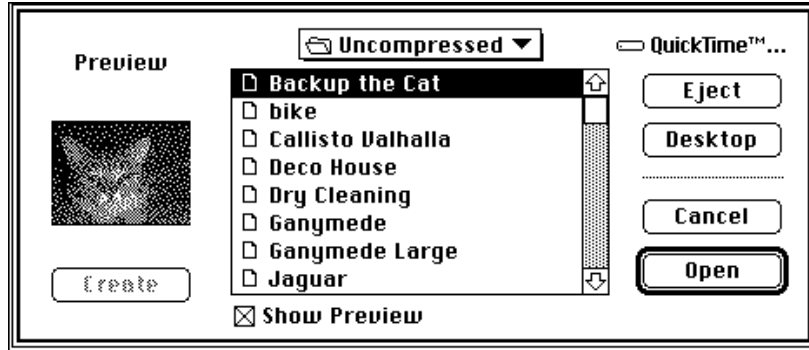 Preview
Create
Uncompressed
Backup the Cat
bike
Callisto Valhalla
Deco House
Dry Cleaning
Ganymede
Ganymede Large
Jaguar
Show Preview
QuickTime™...
Eject
Desktop
Cancel
Open